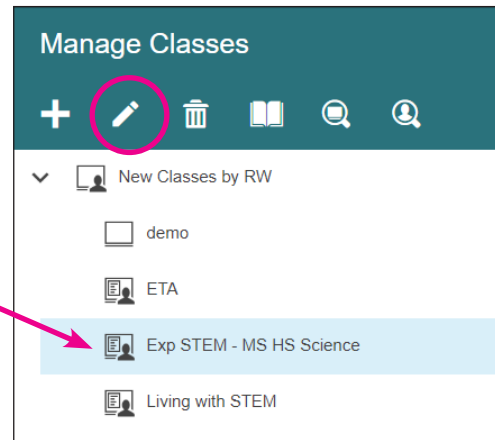 Manage Classes
New Classes by RW
demo
ETA
Exp STEM - MS HS Science
Living with STEM